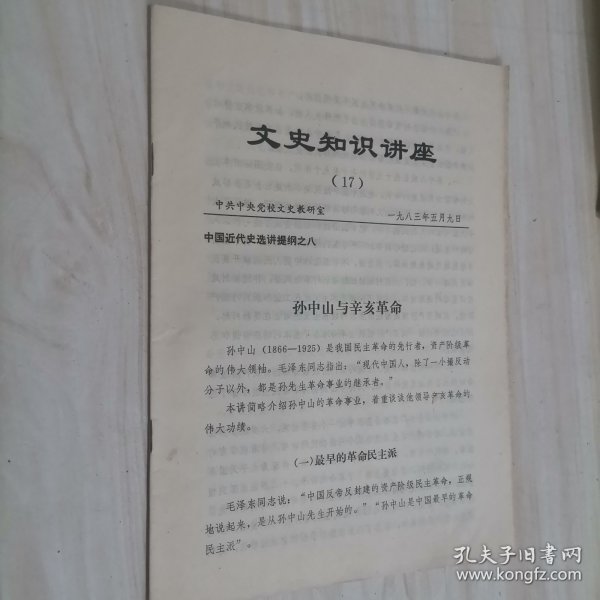 文史知识讲座
（17）
中共中央党校文史教研室 一九八三年五月九日
中国近代史选讲提纲之八
孙中山与辛亥革命
孙中山（1866—1925）是我国民主革命的先行者，资产阶级革
命的伟大领袖。毛泽东同志指出：“现代中国人，除了一小撮反动
分子以外，都是孙先生革命事业的继承者。”
本讲简略介绍孙中山的革命事业，着重谈谈他领导辛亥革命的
伟大功绩。
（一）最早的革命民主派
毛泽东同志说：“中国反帝反封建的资产阶级民主革命，正规
地说起来，是从孙中山先生开始的。”“孙中山是中国最早的革命
民主派”。
孔夫子旧书网
www.kongfz.com